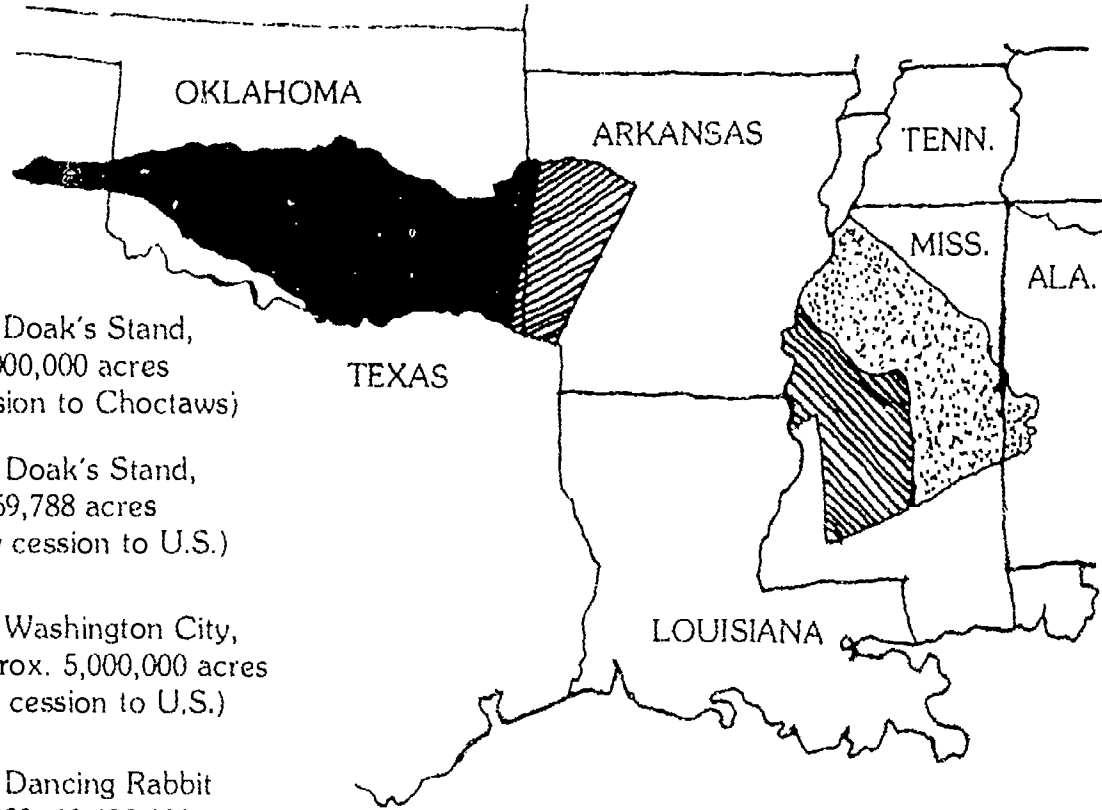 OKLAHOMA
ARKANSAS
TENN.
MISS.
ALA.
TEXAS
LOUISIANA
Doak's Stand,
000,000 acres
sion to Choctaws)
Doak's Stand,
59,788 acres
cession to U.S.)
Washington City,
rox. 5,000,000 acres
cession to U.S.)
Dancing Rabbit